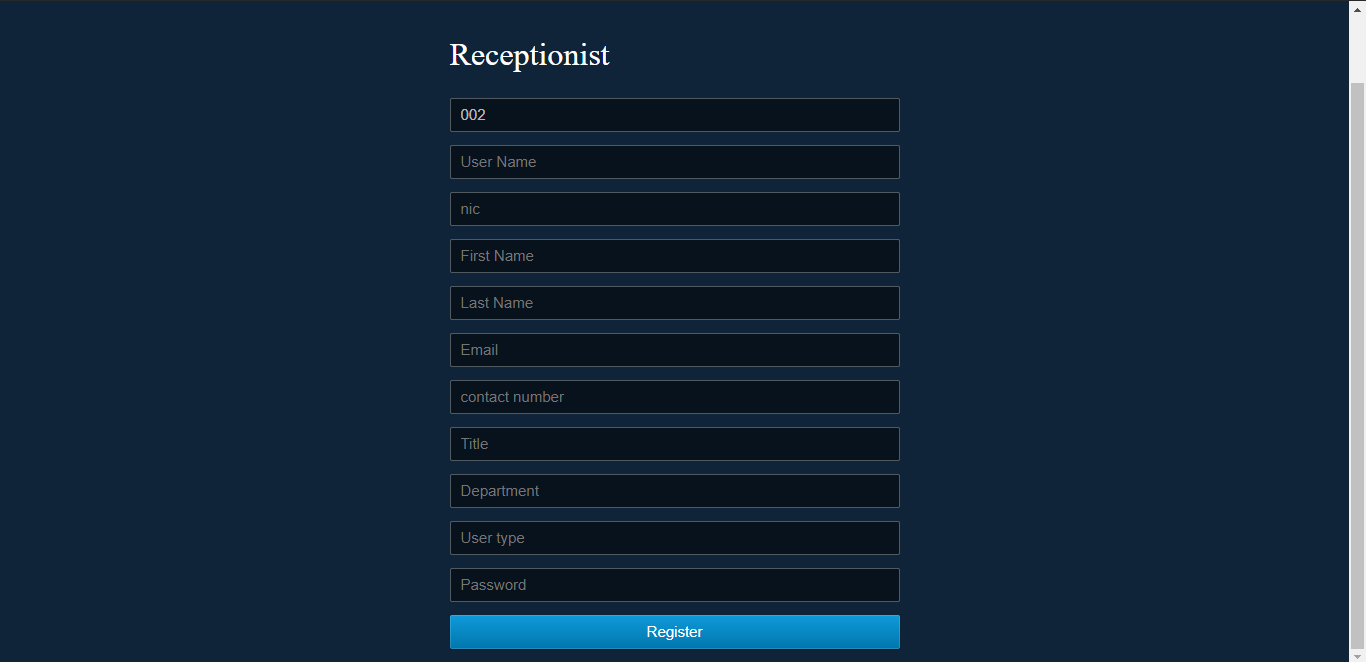 Receptionist
002
User Name
nic
First Name
Last Name
Email
contact number
Title
Department
User type
Password
Register